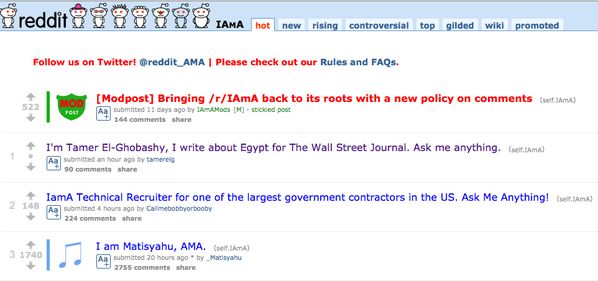 reddit IAMA hot new rising controversial top gilded wiki promoted
Follow us on Twitter! @reddit_AMA | Please check out our Rules and FAQs.
[Modpost] Bringing /r/IAmA back to its roots with a new policy on comments (self.IAmA)
522 MOD POST Aa+ submitted 11 days ago by IAmAMods [M] - stickied post
144 comments share
I'm Tamer El-Ghobashy, I write about Egypt for The Wall Street Journal. Ask me anything. (self.IAmA)
1 • Aa+ submitted an hour ago by tamerelg
90 comments share
IamA Technical Recruiter for one of the largest government contractors in the US. Ask Me Anything! (self.IAmA)
2 148 Aa+ submitted 4 hours ago by Callmebobbyorbooby
224 comments share
I am Matisyahu, AMA. (self.IAmA)
3 1740 Aa+ submitted 20 hours ago * by _Matisyahu
2755 comments share